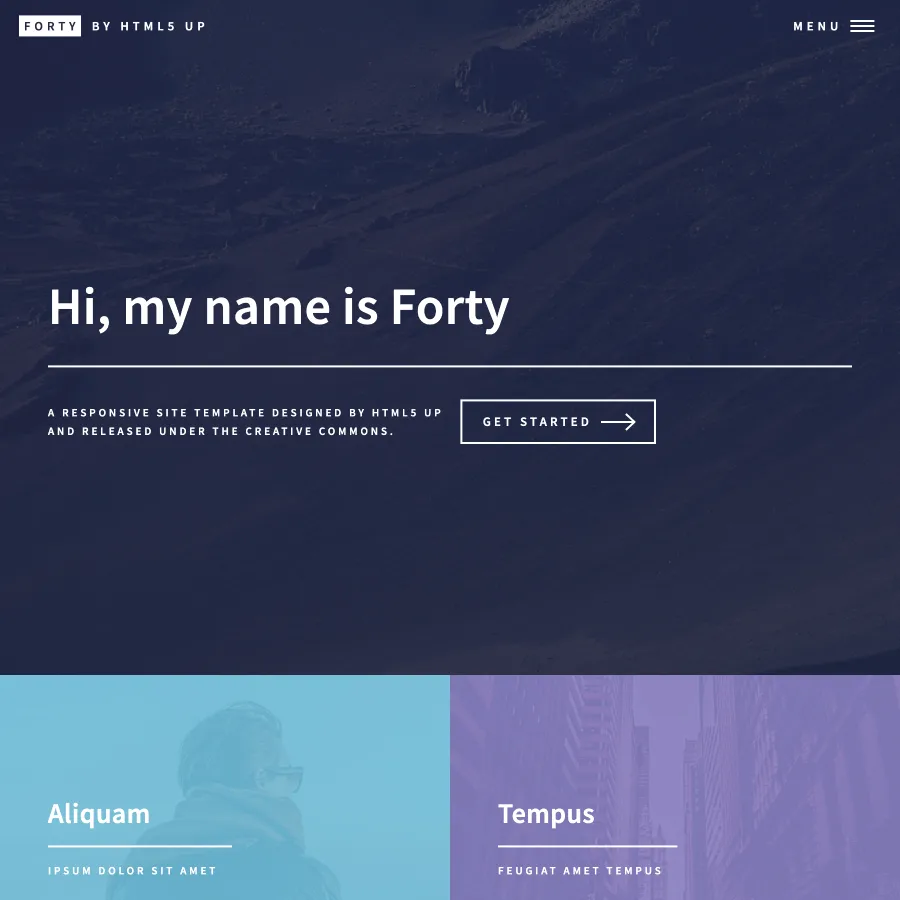 FORTY BY HTML5 UP
MENU
Hi, my name is Forty
A RESPONSIVE SITE TEMPLATE DESIGNED BY HTML5 UP
AND RELEASED UNDER THE CREATIVE COMMONS.
GET STARTED
Aliquam
IPSUM DOLOR SIT AMET
Tempus
FEUGIAT AMET TEMPUS